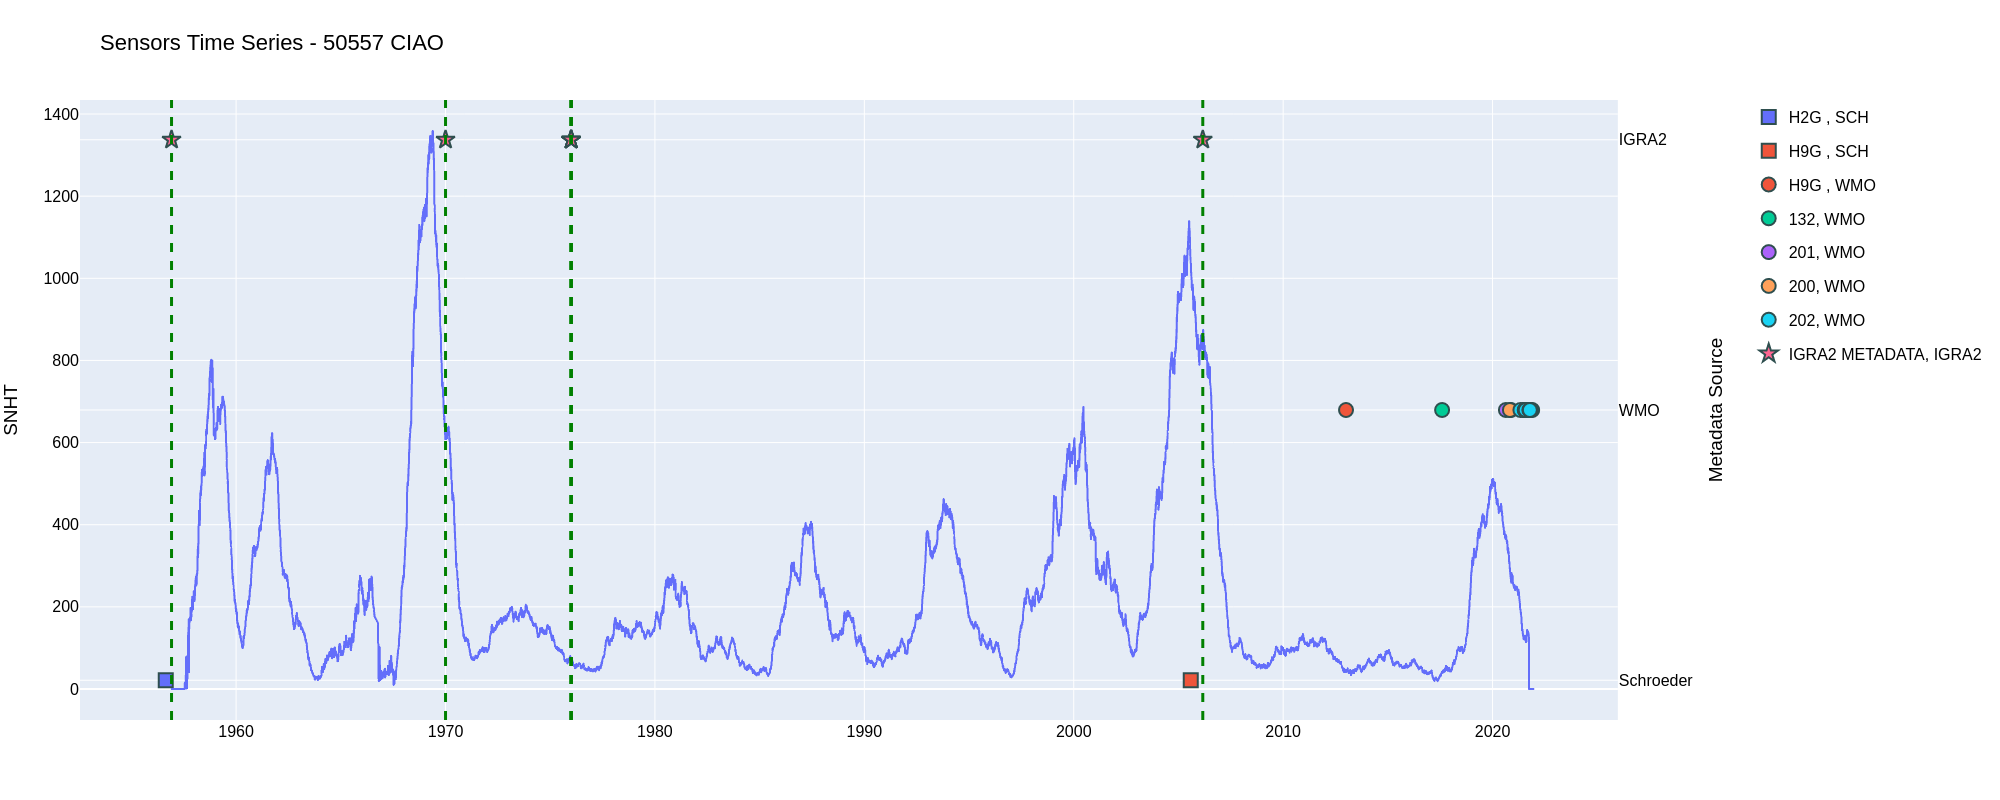 Sensors Time Series - 50557 CIAO
SNHT
1400
1200
1000
800
600
400
200
0
1960
1970
1980
1990
2000
2010
2020
IGRA2
WMO
Schroeder
Metadata Source
H2G , SCH
H9G , SCH
H9G , WMO
132, WMO
201, WMO
200, WMO
202, WMO
IGRA2 METADATA, IGRA2